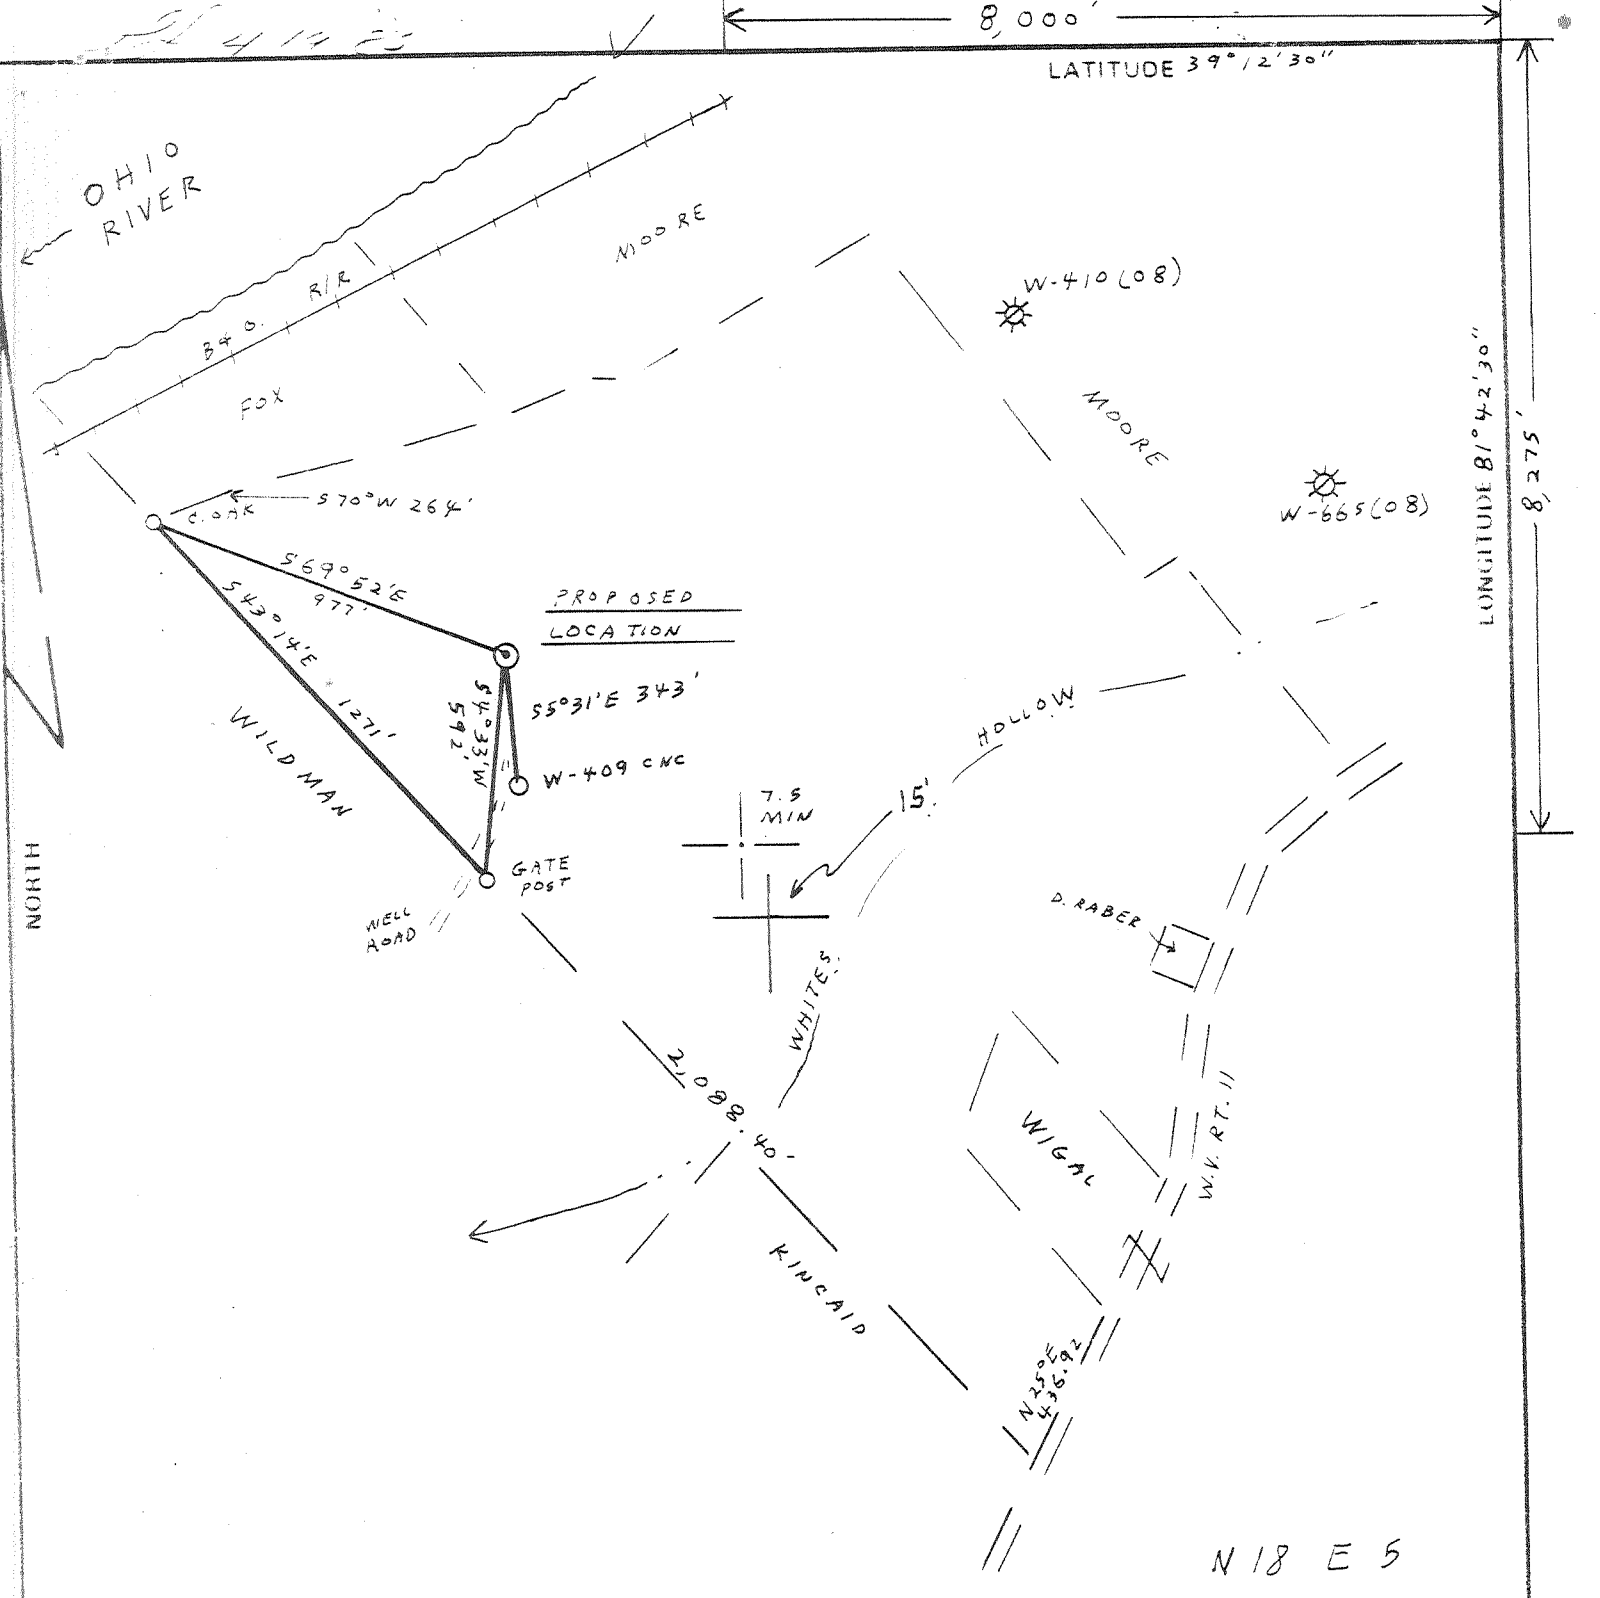 8,000'
LATITUDE 39°12'30"
OHIO
RIVER
MOORE
W-410(08)
R/R
B&O.
FOX
MOORE
LONGITUDE 81°42'30"
8,275'
S70°W 264'
C.OAK
W-665(08)
S69°52'E
977'
S43°14'E
1271'
PROPOSED
LOCATION
S5°31'E 343'
S4°33'W
592'
W-409 CNC
WILDMAN
HOLLOW
15'
7.5
MIN
NORTH
GATE
POST
WELL
ROAD
D. RABER
WHITES
2,088.40-
WIGAL
W.V. RT. 11
KINCAID
N25°E
436.92
N 18 E 5